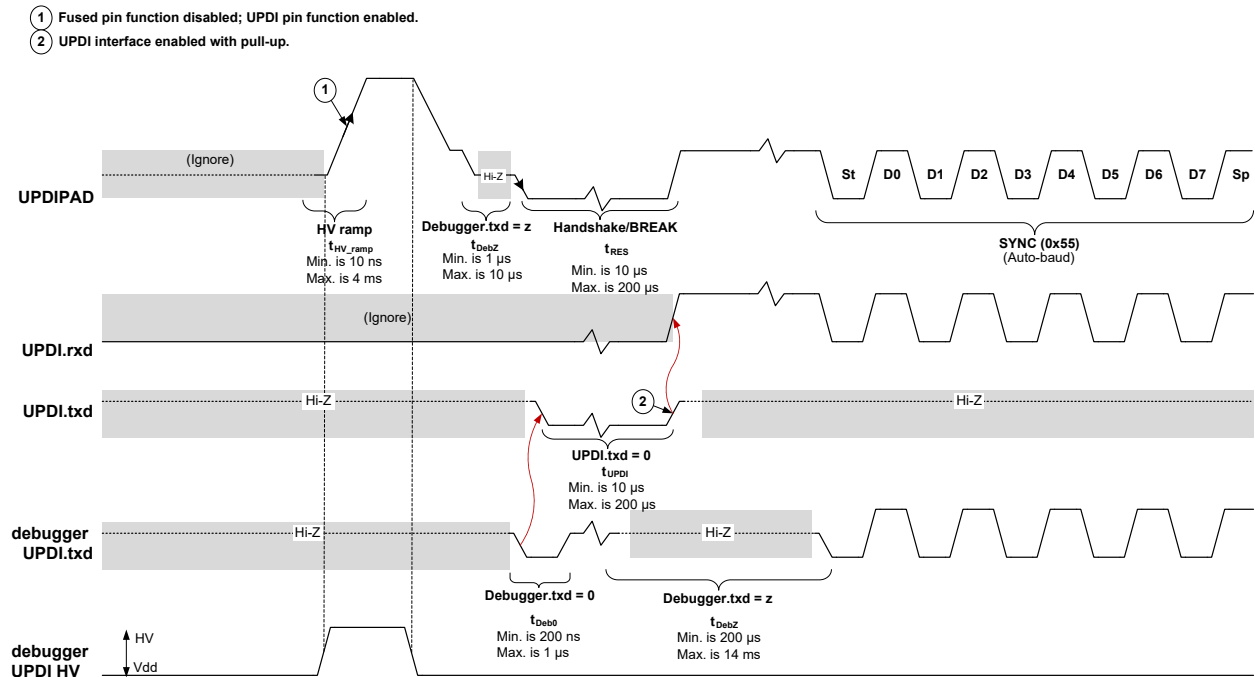 1 Fused pin function disabled; UPDI pin function enabled.
2 UPDI interface enabled with pull-up.
1
(Ignore)
UPDIPAD
Hi-Z
St D0 D1 D2 D3 D4 D5 D6 D7 Sp
HV ramp
tHV_ramp
Min. is 10 ns
Max. is 4 ms
Debugger.txd = z
tDebZ
Min. is 1 µs
Max. is 10 µs
Handshake/BREAK
tRES
Min. is 10 µs
Max. is 200 µs
SYNC (0x55)
(Auto-baud)
(Ignore)
UPDI.rxd
Hi-Z
UPDI.txd
2
Hi-Z
UPDI.txd = 0
tUPDI
Min. is 10 µs
Max. is 200 µs
Hi-Z
debugger
UPDI.txd
Hi-Z
Debugger.txd = 0
tDeb0
Min. is 200 ns
Max. is 1 µs
Debugger.txd = z
tDebZ
Min. is 200 µs
Max. is 14 ms
HV
Vdd
debugger
UPDI HV